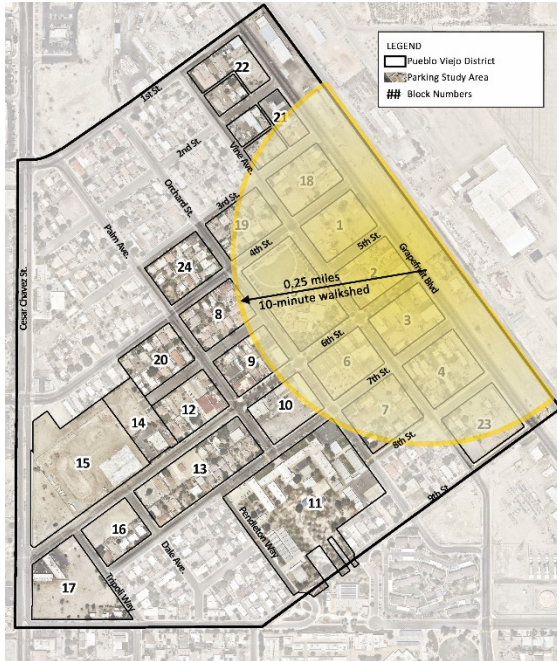 LEGEND
Pueblo Viejo District
Parking Study Area
## Block Numbers
22
1st St.
21
2nd St.
Vine Ave.
18
Orchard St.
3rd St.
19
1
Palm Ave.
4th St.
5th St.
24
2
Grapefruit Blvd
0.25 miles
10-minute walkshed
Cesar Chavez St.
8
3
6th St.
20
9
6
7th St.
4
14
12
10
7
23
15
13
8th St.
9th St.
11
16
Pendleton Way
Dale Ave.
17
Tripoli Way